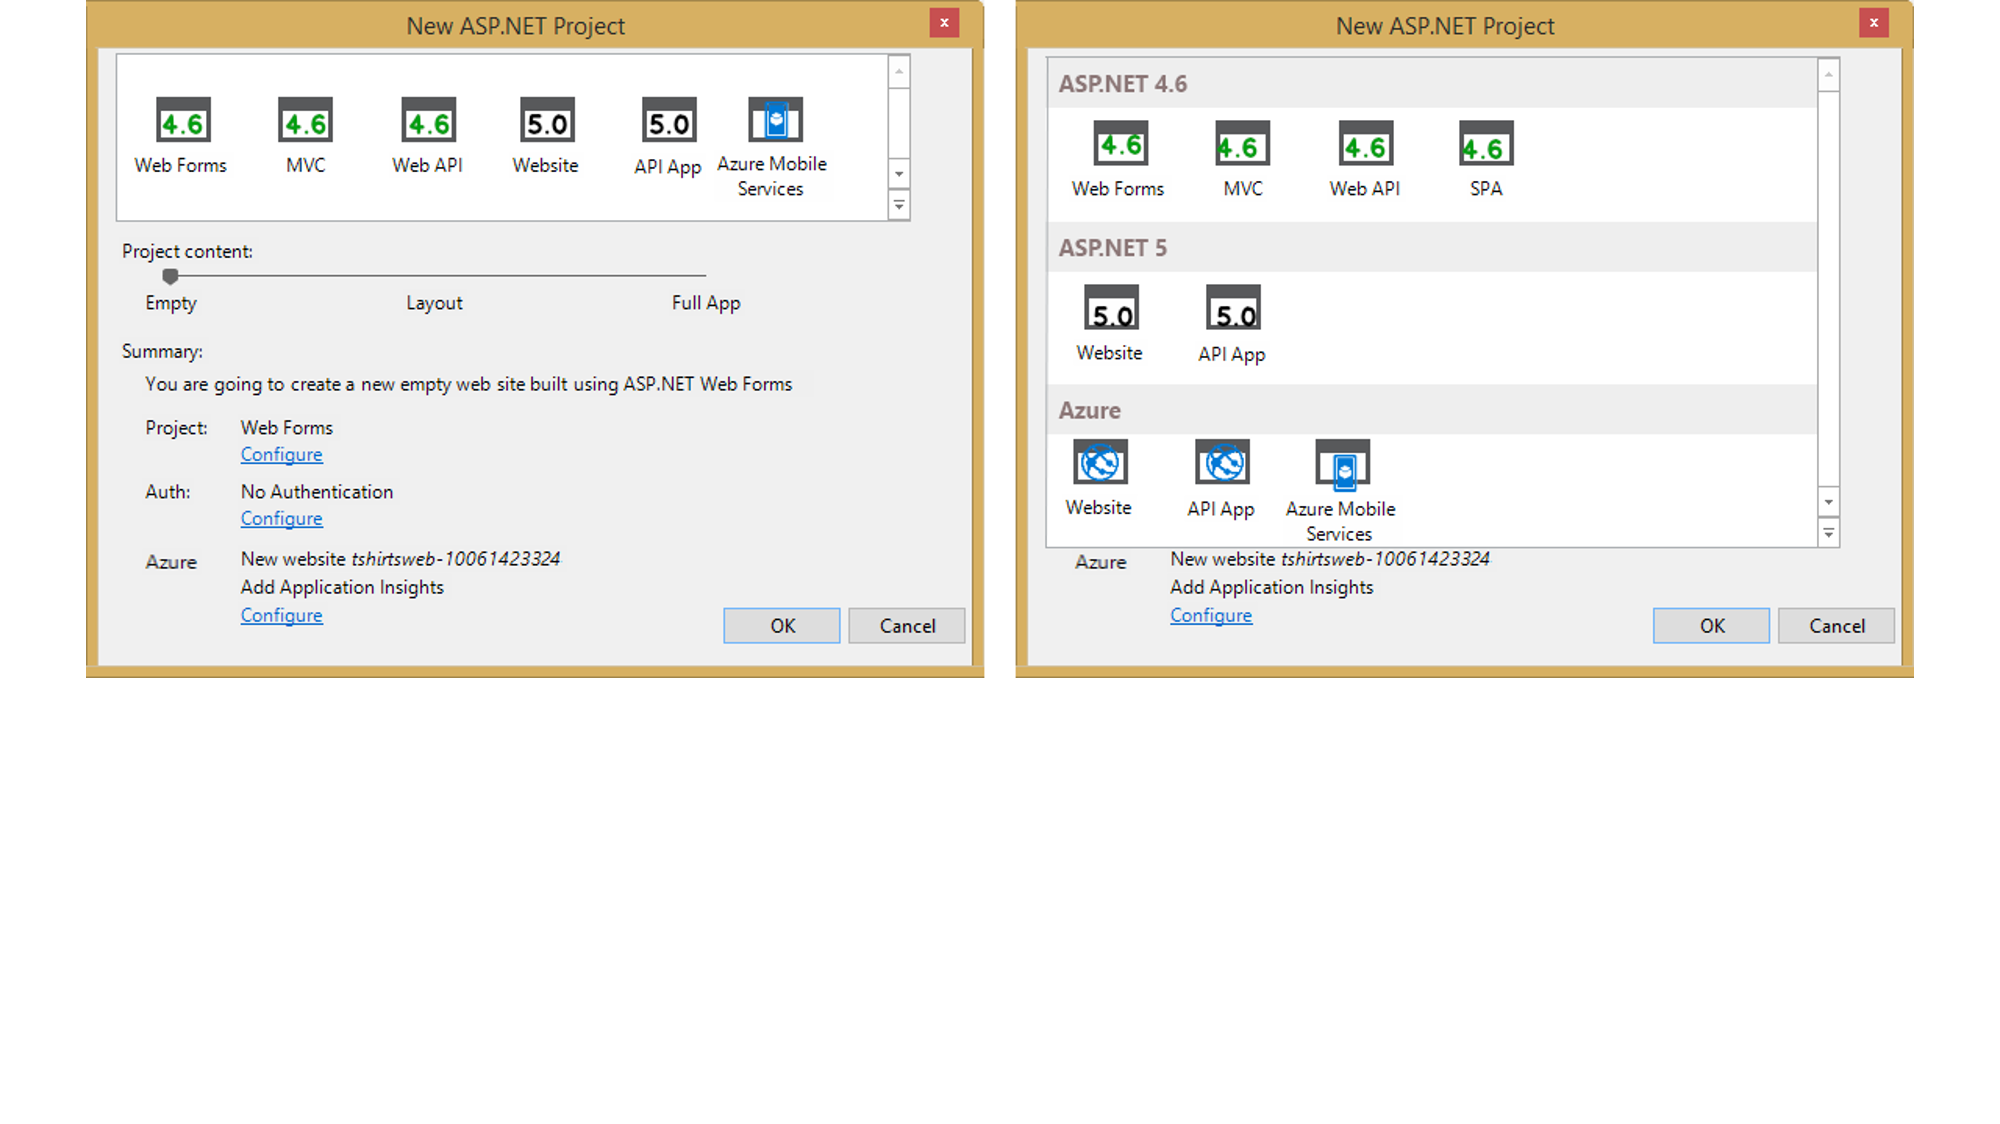 New ASP.NET Project
x
4.6
4.6
4.6
5.0
5.0
Web Forms
MVC
Web API
Website
API App
Azure Mobile
Services
Project content:
Empty
Layout
Full App
Summary:
You are going to create a new empty web site built using ASP.NET Web Forms
Project:
Web Forms
Configure
Auth:
No Authentication
Configure
Azure
New website tshirtsweb-10061423324
Add Application Insights
Configure
OK
Cancel
New ASP.NET Project
x
ASP.NET 4.6
4.6
4.6
4.6
4.6
Web Forms
MVC
Web API
SPA
ASP.NET 5
5.0
5.0
Website
API App
Azure
Website
API App
Azure Mobile
Services
Azure
New website tshirtsweb-10061423324
Add Application Insights
Configure
OK
Cancel